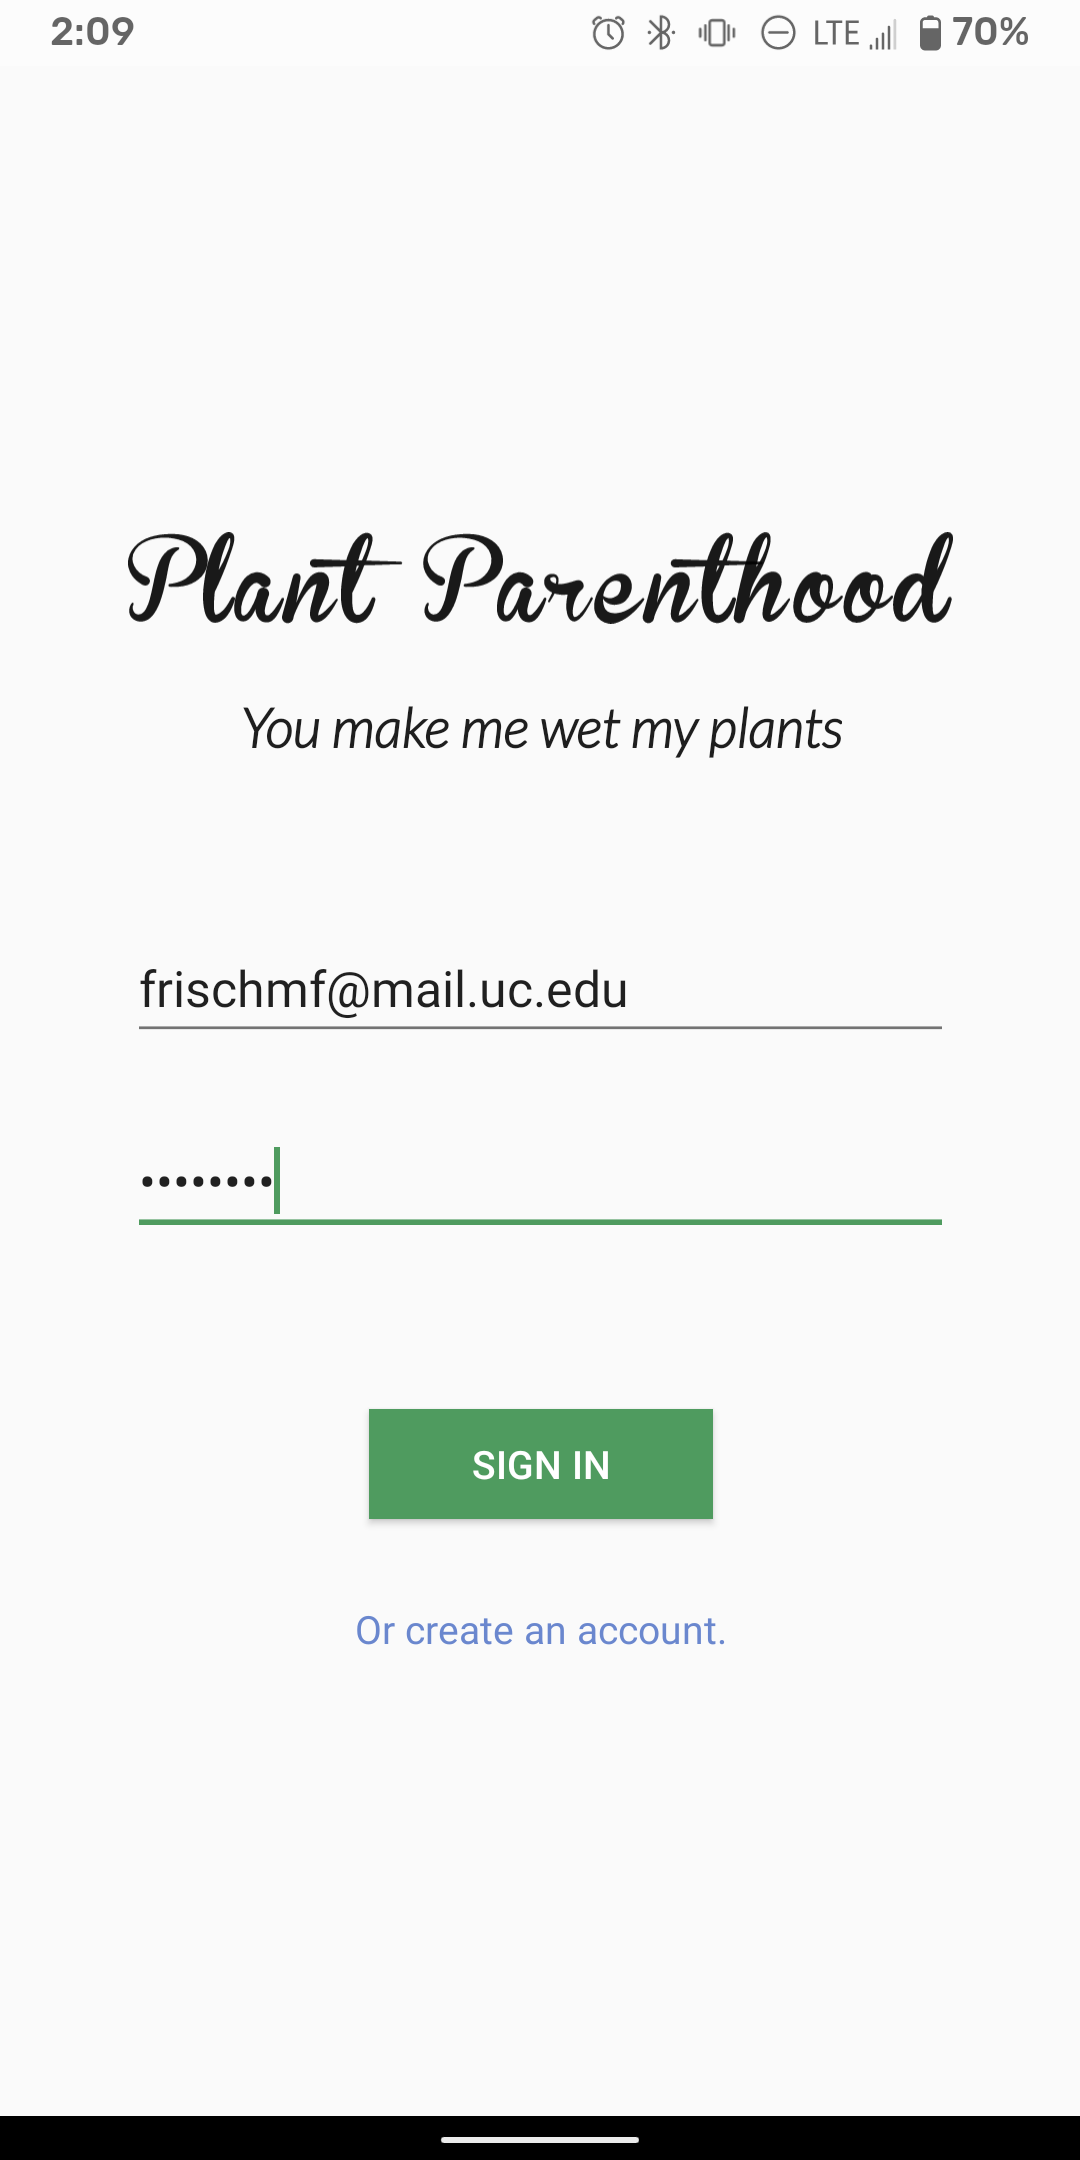 2:09 LTE 70%
Plant Parenthood
You make me wet my plants
frischmf@mail.uc.edu
••••••••
SIGN IN
Or create an account.